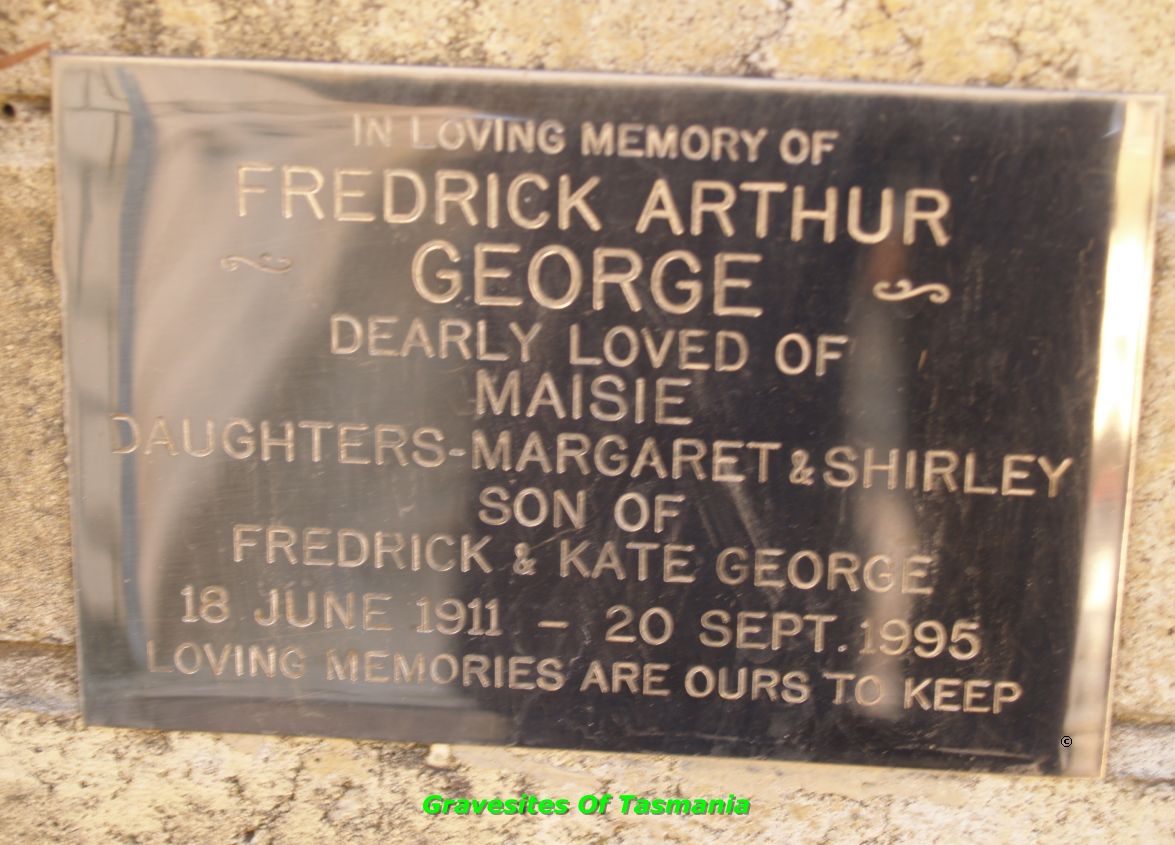 IN LOVING MEMORY OF
FREDRICK ARTHUR
GEORGE
DEARLY LOVED OF
MAISIE
DAUGHTERS-MARGARET & SHIRLEY
SON OF
FREDRICK & KATE GEORGE
18 JUNE 1911 – 20 SEPT. 1995
LOVING MEMORIES ARE OURS TO KEEP
©
Gravesites Of Tasmania